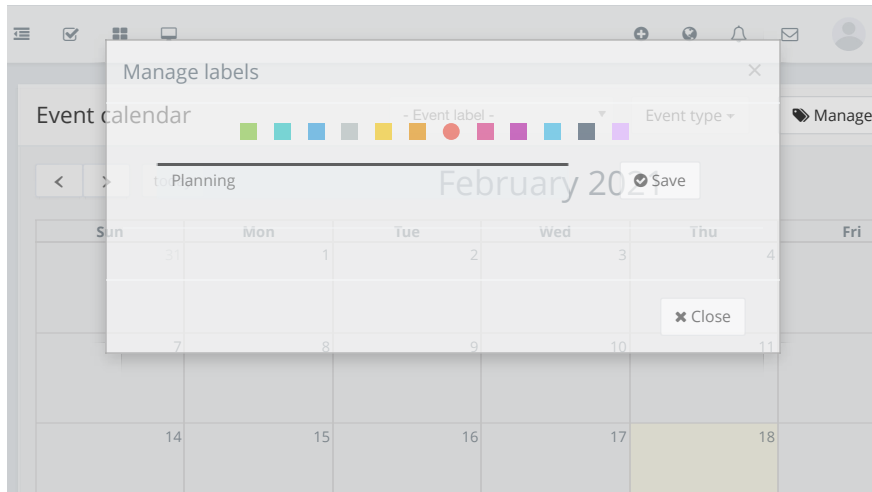 Manage labels ×
Event calendar
- Event label -
Event type
Manage
today
Planning
February 2021
Save
Sun Mon Tue Wed Thu Fri
31 1 2 3 4
Close
7 8 9 10 11
14 15 16 17 18